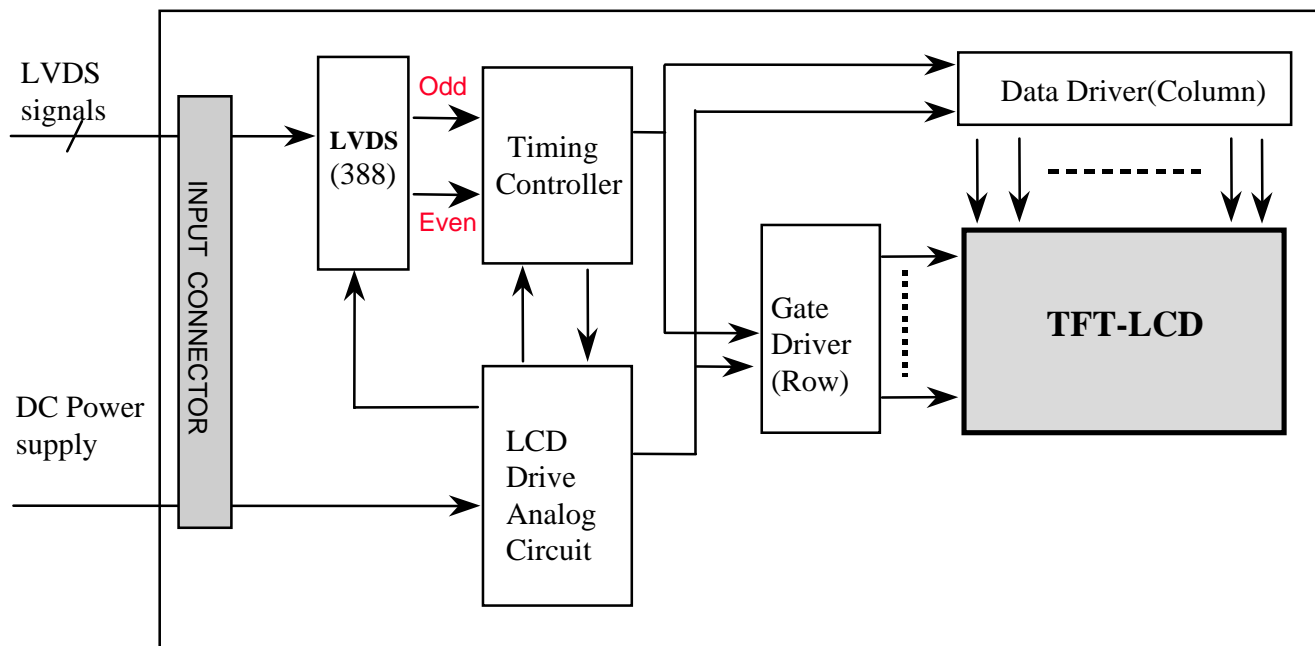 LVDS
signals
DC Power
supply
INPUT CONNECTOR
LVDS
(388)
Odd
Even
Timing
Controller
LCD
Drive
Analog
Circuit
Data Driver(Column)
Gate
Driver
(Row)
TFT-LCD